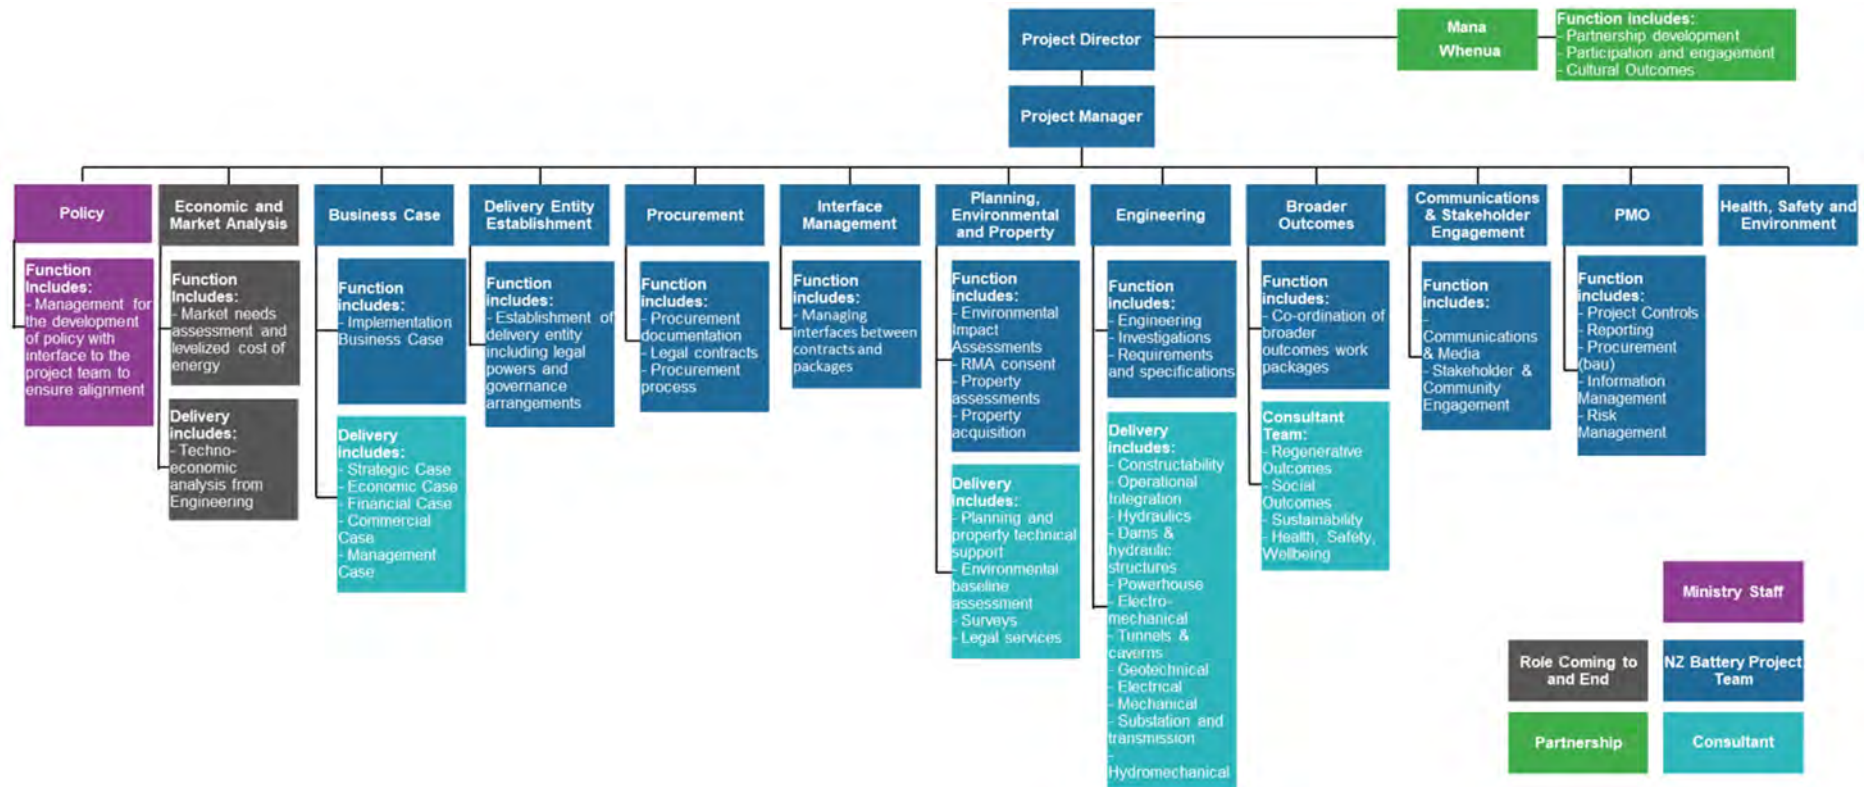 Project Director
Mana
Whenua
Function includes:
- Partnership development
- Participation and engagement
- Cultural Outcomes
Project Manager
Policy
Function
Includes:
- Management for
the development
of policy with
interface to the
project team to
ensure alignment
Economic and
Market Analysis
Function
Includes:
- Market needs
assessment and
levelized cost of
energy
Delivery
includes:
- Techno-
economic
analysis from
Engineering
Business Case
Function
includes:
- Implementation
Business Case
Delivery
includes:
- Strategic Case
- Economic Case
- Financial Case
- Commercial
Case
- Management
Case
Delivery Entity
Establishment
Function
includes:
- Establishment of
delivery entity
including legal
powers and
governance
arrangements
Procurement
Function
includes:
- Procurement
documentation
- Legal contracts
- Procurement
process
Interface
Management
Function
includes:
- Managing
interfaces between
contracts and
packages
Planning,
Environmental
and Property
Function
includes:
- Environmental
Impact
Assessments
- RMA consent
- Property
assessments
- Property
acquisition
Delivery
includes:
- Planning and
property technical
support
- Environmental
baseline
assessment
- Surveys
- Legal services
Engineering
Function
includes:
- Engineering
- Investigations
- Requirements
and specifications
Delivery
includes:
- Constructability
- Operational
Integration
- Hydraulics
- Dams &
hydraulic
structures
- Powerhouse
- Electro-
mechanical
- Tunnels &
caverns
- Geotechnical
- Electrical
- Mechanical
- Substation and
transmission
-
Hydromechanical
Broader
Outcomes
Function
includes:
- Co-ordination of
broader
outcomes work
packages
Consultant
Team:
- Regenerative
Outcomes
- Social
Outcomes
- Sustainability
- Health, Safety,
Wellbeing
Communications
& Stakeholder
Engagement
Function
includes:
-
Communications
& Media
- Stakeholder &
Community
Engagement
PMO
Function
includes:
- Project Controls
- Reporting
- Procurement
(bau)
- Information
Management
- Risk
Management
Health, Safety and
Environment
Ministry Staff
Role Coming to
and End
NZ Battery Project
Team
Partnership
Consultant